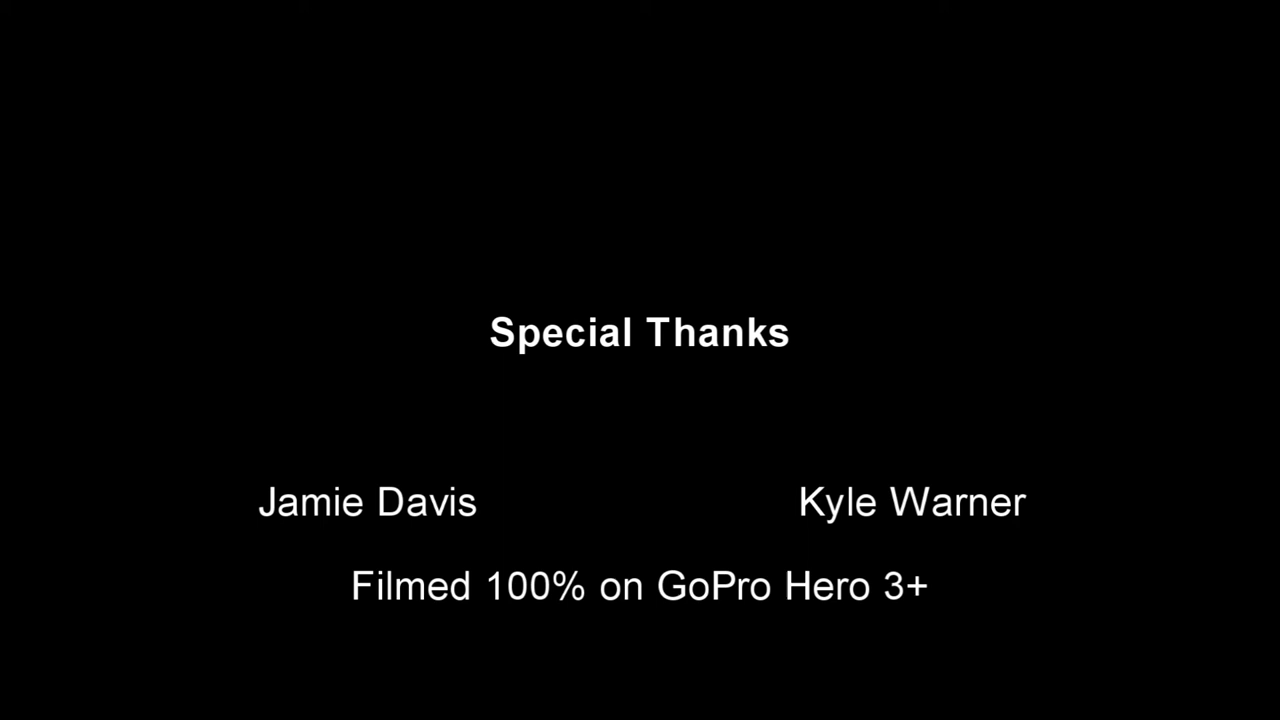 Special Thanks
Jamie Davis Kyle Warner
Filmed 100% on GoPro Hero 3+